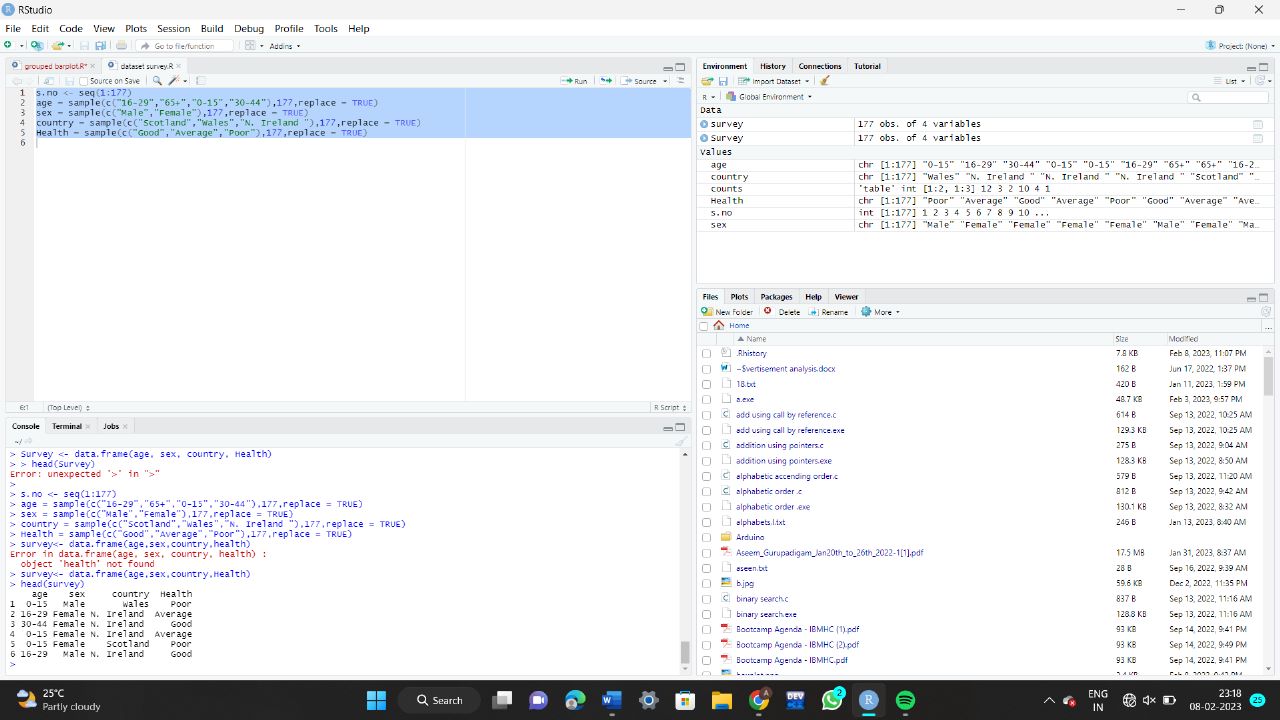 RStudio
File Edit Code View Plots Session Build Debug Profile Tools Help
Go to file/function Addins Project: (None)
grouped barplot.R* dataset survey.R
Source on Save Run Source
1 s.no <- seq(1:177)
2 age = sample(c("16-29","65+","0-15","30-44"),177,replace = TRUE)
3 sex = sample(c("Male","Female"),177,replace = TRUE)
4 country = sample(c("Scotland","Wales","N. Ireland "),177,replace = TRUE)
5 Health = sample(c("Good","Average","Poor"),177,replace = TRUE)
6
6:1 (Top Level) R Script
Console Terminal Jobs
~/
> Survey <- data.frame(age, sex, country, Health)
> > head(Survey)
Error: unexpected '>' in ">"
>
> s.no <- seq(1:177)
> age = sample(c("16-29","65+","0-15","30-44"),177,replace = TRUE)
> sex = sample(c("Male","Female"),177,replace = TRUE)
> country = sample(c("Scotland","Wales","N. Ireland "),177,replace = TRUE)
> Health = sample(c("Good","Average","Poor"),177,replace = TRUE)
> survey<- data.frame(age,sex,country,health)
Error in data.frame(age, sex, country, health) :
object 'health' not found
> survey<- data.frame(age,sex,country,Health)
> head(survey)
age sex country Health
1 0-15 Male Wales Poor
2 16-29 Female N. Ireland Average
3 30-44 Female N. Ireland Good
4 0-15 Female N. Ireland Average
5 0-15 Female Scotland Poor
6 16-29 Male N. Ireland Good
>
Environment History Connections Tutorial
Import Dataset List
R Global Environment
Data
survey 177 obs. of 4 variables
Survey 177 obs. of 4 variables
Values
age chr [1:177] "0-15" "16-29" "30-44" "0-15" "0-15" "16-29" "65+" "65+" "16-2…
country chr [1:177] "Wales" "N. Ireland " "N. Ireland " "N. Ireland " "Scotland" "…
counts 'table' int [1:2, 1:3] 12 3 2 10 4 1
Health chr [1:177] "Poor" "Average" "Good" "Average" "Poor" "Good" "Average" "Ave…
s.no int [1:177] 1 2 3 4 5 6 7 8 9 10 ...
sex chr [1:177] "Male" "Female" "Female" "Female" "Female" "Male" "Female" "Ma…
Files Plots Packages Help Viewer
New Folder Delete Rename More
Home ...
Name Size Modified
.Rhistory 7.8 KB Feb 8, 2023, 11:07 PM
~$vertisement analysis.docx 162 B Jun 17, 2022, 1:37 PM
18.txt 420 B Jan 11, 2023, 1:59 PM
a.exe 48.7 KB Feb 3, 2023, 9:57 PM
add using call by reference.c 614 B Sep 13, 2022, 10:25 AM
add using call by reference.exe 129.3 KB Sep 13, 2022, 10:25 AM
addition using pointers.c 275 B Sep 13, 2022, 9:04 AM
addition using pointers.exe 128.3 KB Sep 13, 2022, 8:50 AM
alphabetic accending order.c 579 B Sep 13, 2022, 11:20 AM
alphabetic order .c 812 B Sep 13, 2022, 9:42 AM
alphabetic order .exe 130.1 KB Sep 13, 2022, 8:32 AM
alphabets.l.txt 246 B Jan 13, 2023, 8:40 AM
Arduino
Aseem_Gurupadigam_Jan20th_to_26th_2022-1[1].pdf 17.5 MB Jan 31, 2023, 8:37 AM
aseen.txt 28 B Sep 16, 2022, 9:39 AM
b.jpg 59.6 KB Dec 2, 2022, 11:35 PM
binary search.c 837 B Sep 13, 2022, 11:16 AM
binary search.exe 128.8 KB Sep 13, 2022, 11:16 AM
Bootcamp Agenda - IBMHC (1).pdf 93 KB Sep 14, 2022, 9:41 PM
Bootcamp Agenda - IBMHC (2).pdf 93 KB Sep 14, 2022, 9:49 PM
Bootcamp Agenda - IBMHC.pdf 93 KB Sep 14, 2022, 9:41 PM
25°C
Partly cloudy
Search
ENG
IN
23:18
08-02-2023
25